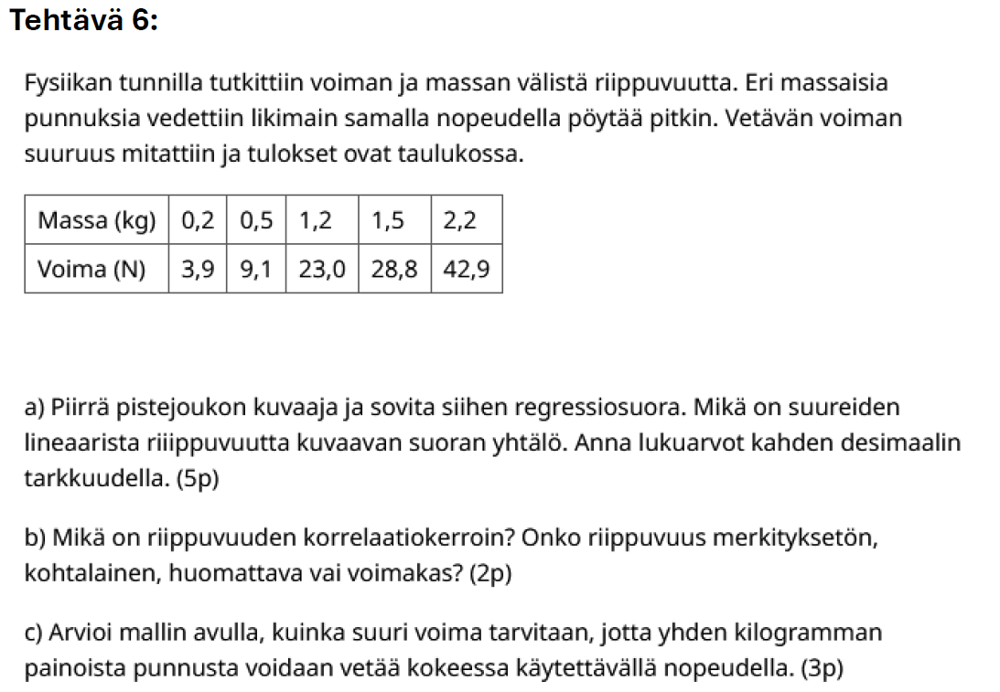 Tehtävä 6:
Fysiikan tunnilla tutkittiin voiman ja massan välistä riippuvuutta. Eri massaisia
punnuksia vedettiin likimain samalla nopeudella pöytää pitkin. Vetävän voiman
suuruus mitattiin ja tulokset ovat taulukossa.
Massa (kg) 0,2 0,5 1,2 1,5 2,2
Voima (N) 3,9 9,1 23,0 28,8 42,9
a) Piirrä pistejoukon kuvaaja ja sovita siihen regressiosuora. Mikä on suureiden
lineaarista riiippuvuutta kuvaavan suoran yhtälö. Anna lukuarvot kahden desimaalin
tarkkuudella. (5p)
b) Mikä on riippuvuuden korrelaatiokerroin? Onko riippuvuus merkityksetön,
kohtalainen, huomattava vai voimakas? (2p)
c) Arvioi mallin avulla, kuinka suuri voima tarvitaan, jotta yhden kilogramman
painoista punnusta voidaan vetää kokeessa käytettävällä nopeudella. (3p)